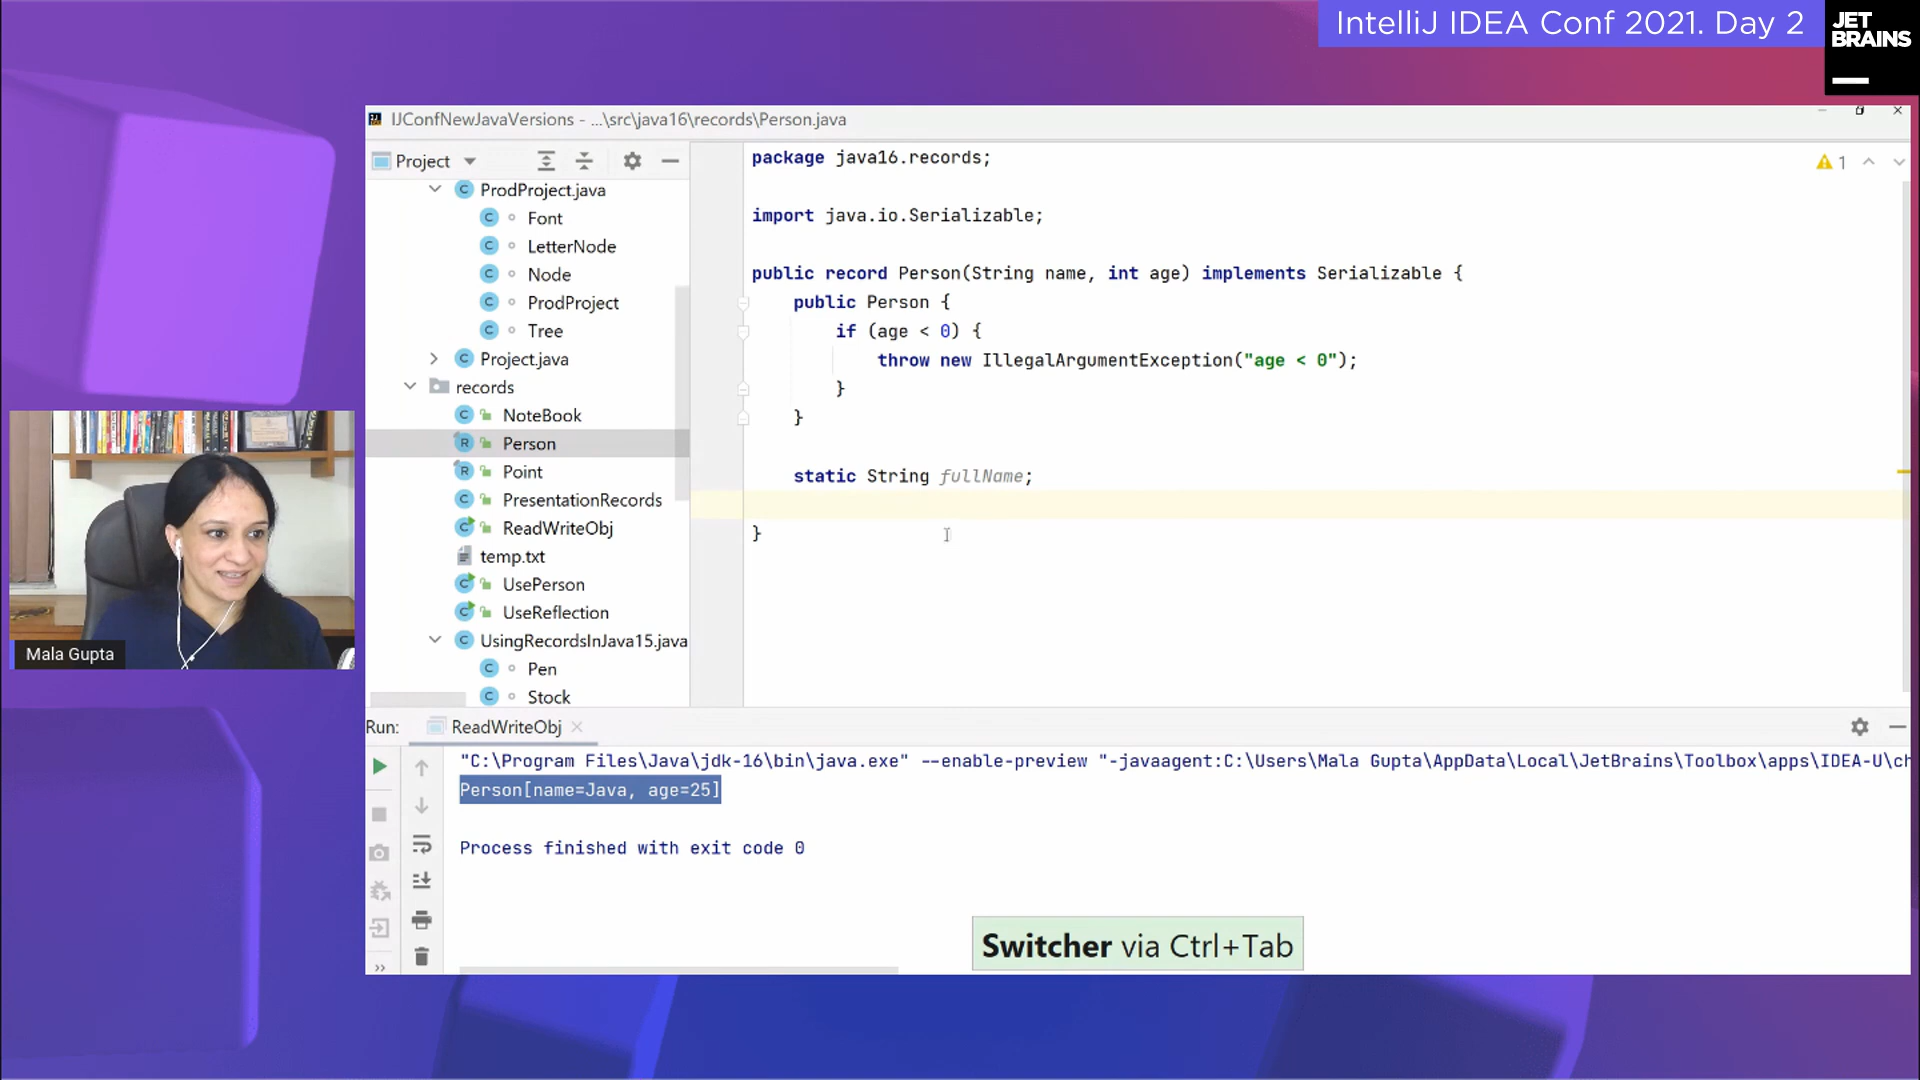 IntelliJ IDEA Conf 2021. Day 2
JET
BRAINS
IJConfNewJavaVersions - ...\src\java16\records\Person.java
Project
ProdProject.java
Font
LetterNode
Node
ProdProject
Tree
Project.java
records
NoteBook
Person
Point
PresentationRecords
ReadWriteObj
temp.txt
UsePerson
UseReflection
UsingRecordsInJava15.java
Pen
Stock
package java16.records;
import java.io.Serializable;
public record Person(String name, int age) implements Serializable {
public Person {
if (age < 0) {
throw new IllegalArgumentException("age < 0");
}
}
static String fullName;
}
1
Mala Gupta
Run:
ReadWriteObj
"C:\Program Files\Java\jdk-16\bin\java.exe" --enable-preview "-javaagent:C:\Users\Mala Gupta\AppData\Local\JetBrains\Toolbox\apps\IDEA-U\ch
Person[name=Java, age=25]
Process finished with exit code 0
Switcher via Ctrl+Tab